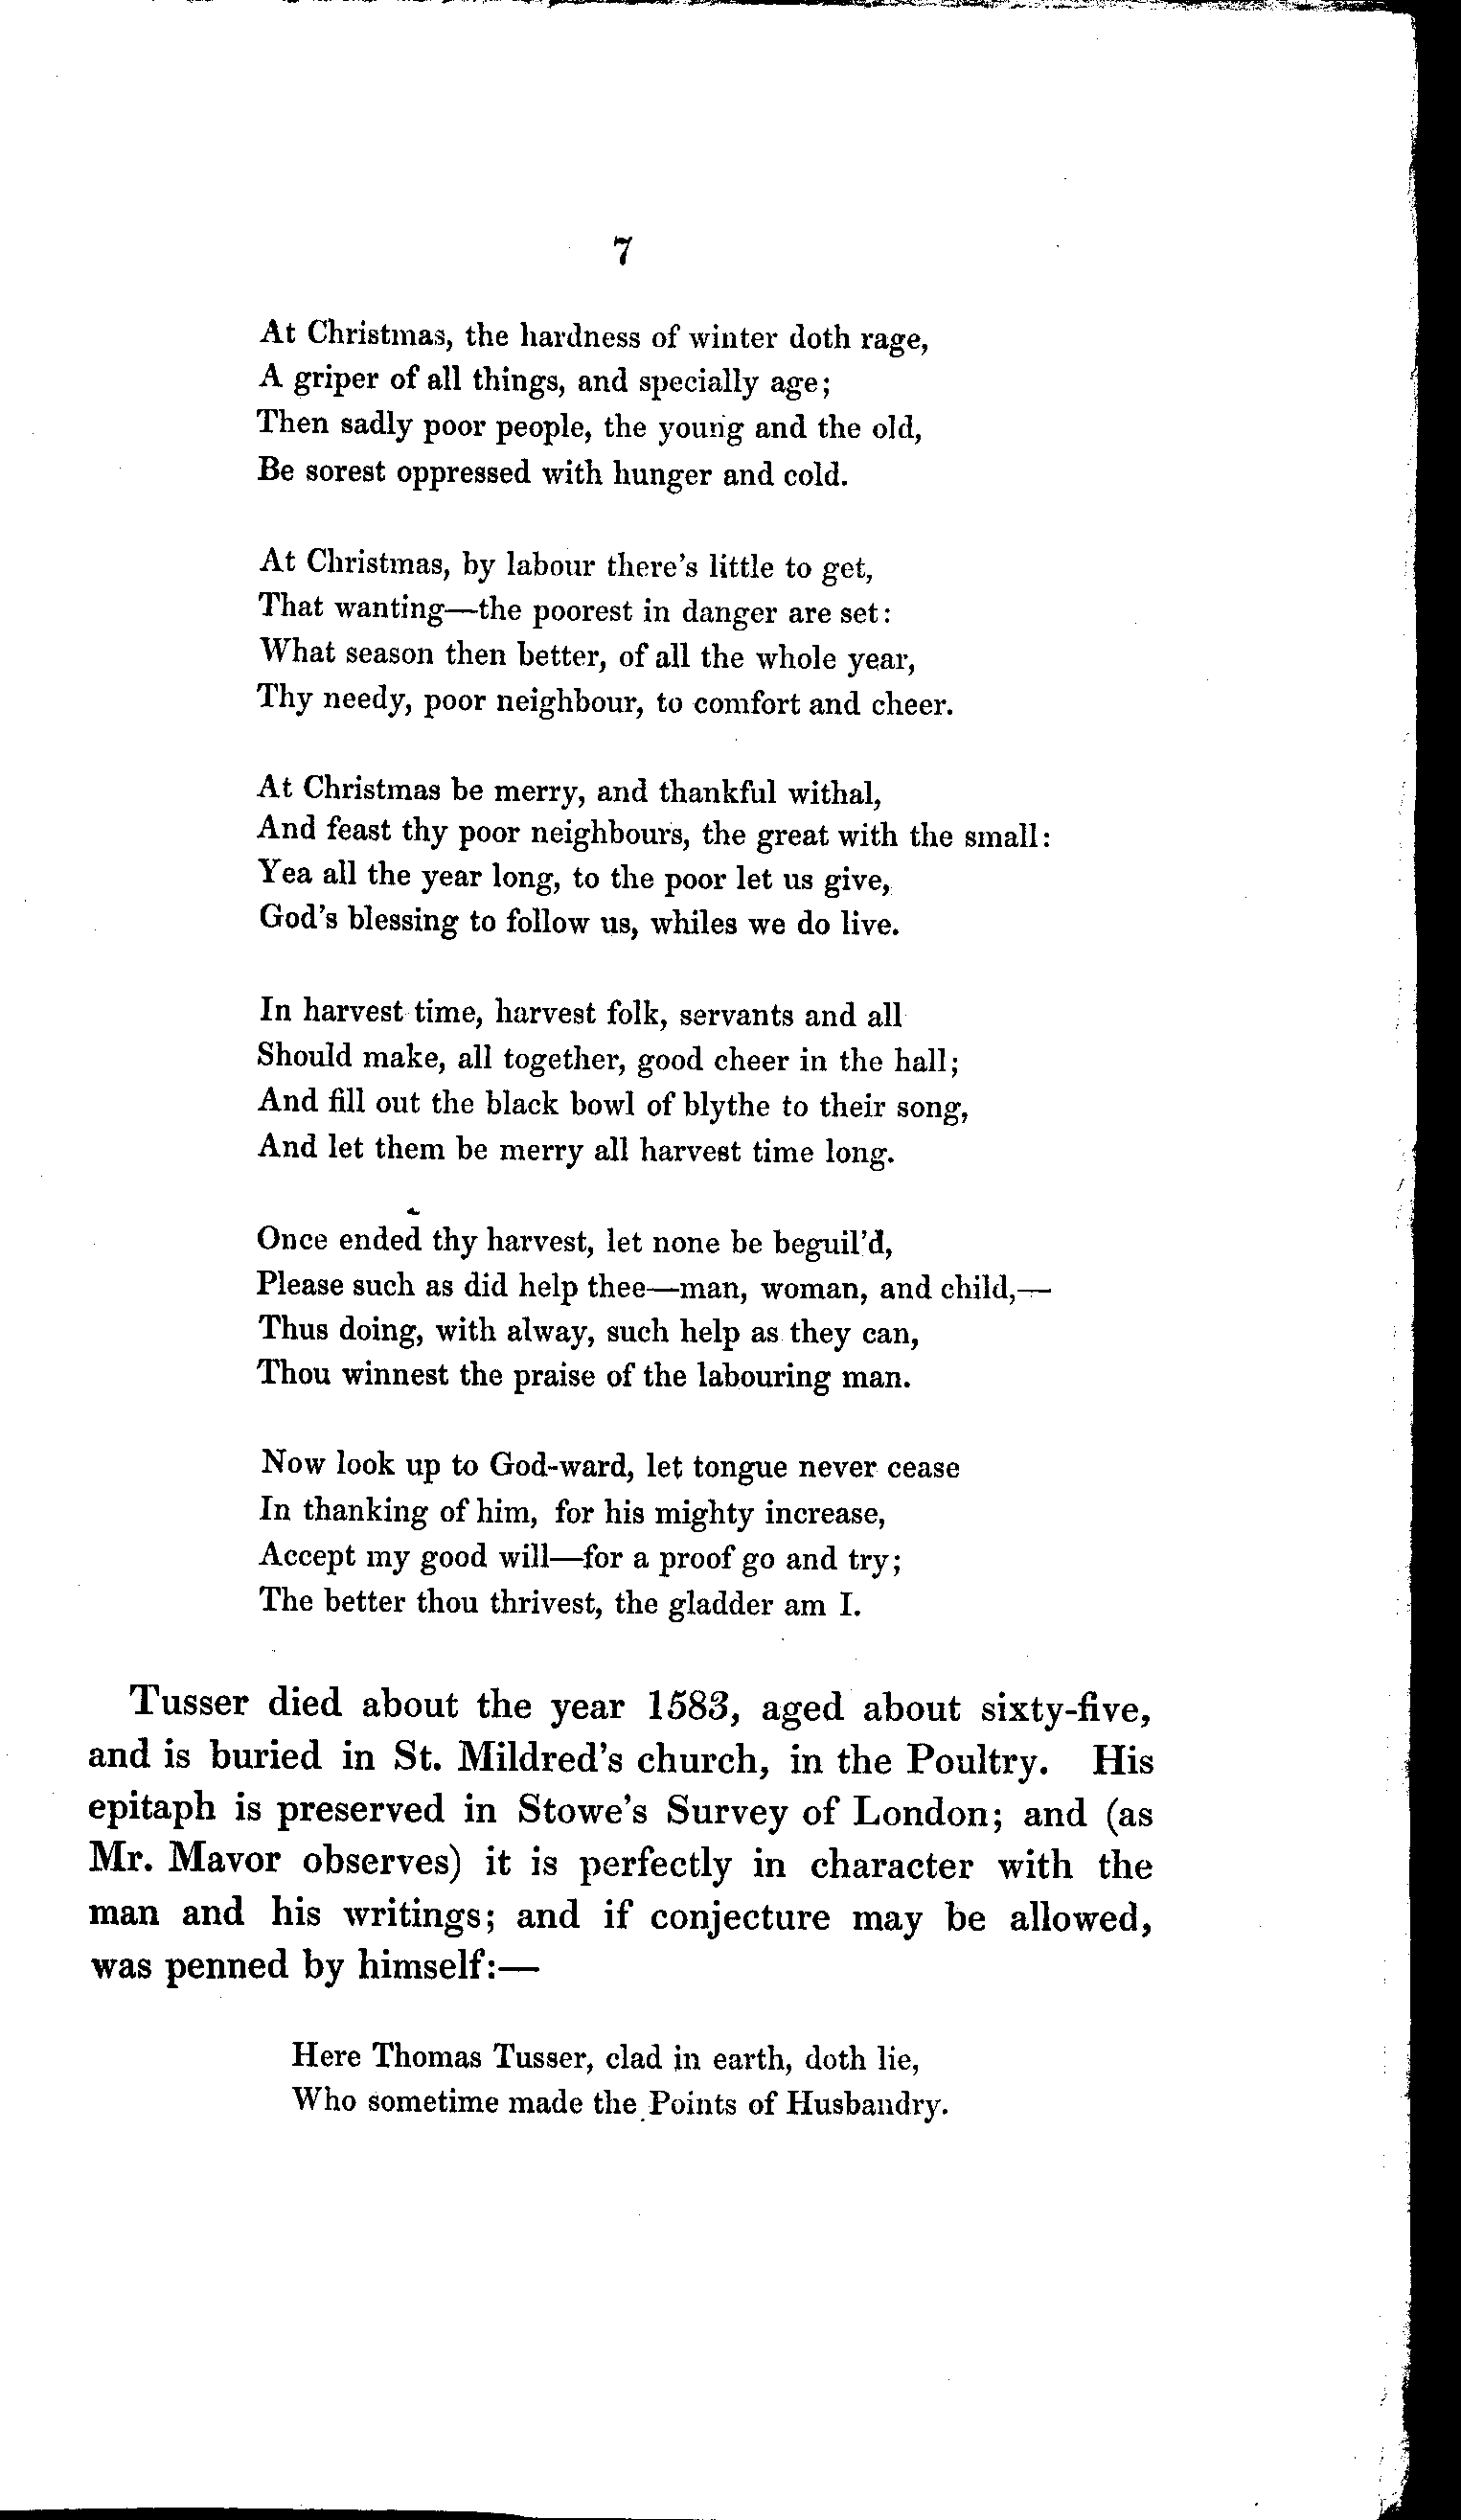 7
At Christmas, the hardness of winter doth rage,
A griper of all things, and specially age;
Then sadly poor people, the young and the old,
Be sorest oppressed with hunger and cold.
At Christmas, by labour there's little to get,
That wanting—the poorest in danger are set:
What season then better, of all the whole year,
Thy needy, poor neighbour, to comfort and cheer.
At Christmas be merry, and thankful withal,
And feast thy poor neighbours, the great with the small:
Yea all the year long, to the poor let us give,
God's blessing to follow us, whiles we do live.
In harvest time, harvest folk, servants and all
Should make, all together, good cheer in the hall;
And fill out the black bowl of blythe to their song,
And let them be merry all harvest time long.
Once ended thy harvest, let none be beguil'd,
Please such as did help thee—man, woman, and child,—
Thus doing, with alway, such help as they can,
Thou winnest the praise of the labouring man.
Now look up to God-ward, let tongue never cease
In thanking of him, for his mighty increase,
Accept my good will—for a proof go and try;
The better thou thrivest, the gladder am I.
Tusser died about the year 1583, aged about sixty-five,
and is buried in St. Mildred's church, in the Poultry. His
epitaph is preserved in Stowe's Survey of London; and (as
Mr. Mavor observes) it is perfectly in character with the
man and his writings; and if conjecture may be allowed,
was penned by himself:—
Here Thomas Tusser, clad in earth, doth lie,
Who sometime made the Points of Husbandry.